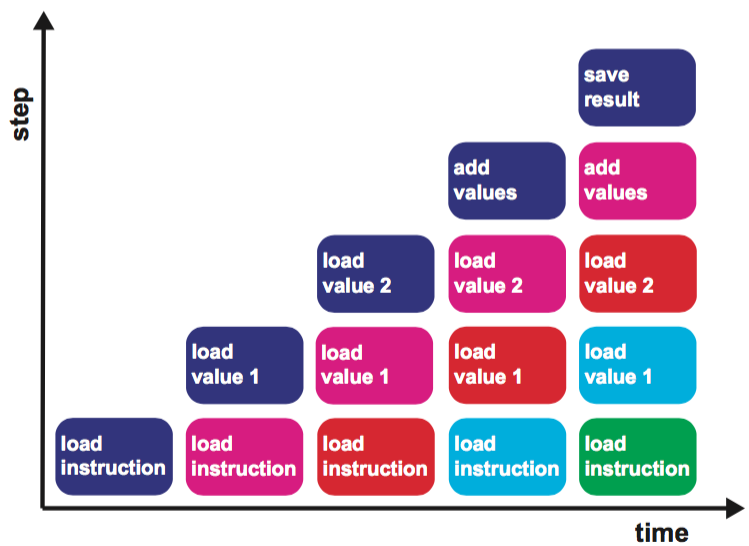 step
save
result
add
values
add
values
load
value 2
load
value 2
load
value 2
load
value 1
load
value 1
load
value 1
load
value 1
load
instruction
load
instruction
load
instruction
load
instruction
load
instruction
time